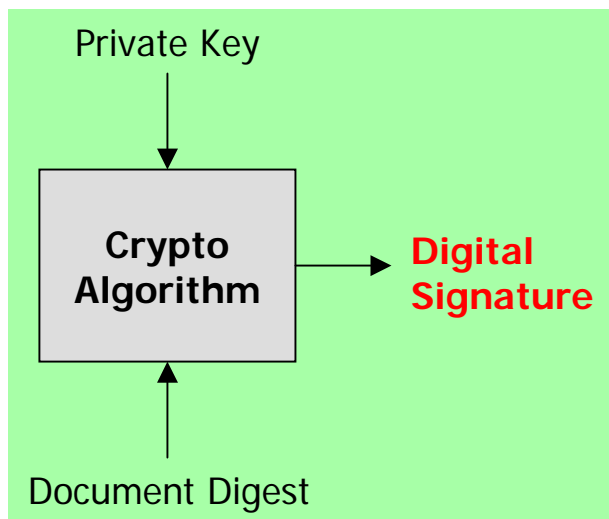 Private Key
Crypto
Algorithm
Digital
Signature
Document Digest